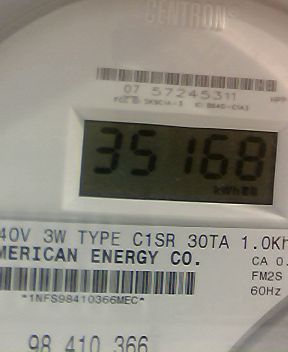 CENTRON
07 57245311
35168
kWh
40V 3W TYPE C1SR 30TA 1.0Kh
MERICAN ENERGY CO.
CA 0.
FM2S
60Hz
*1NFS98410366MEC*
98 410 366